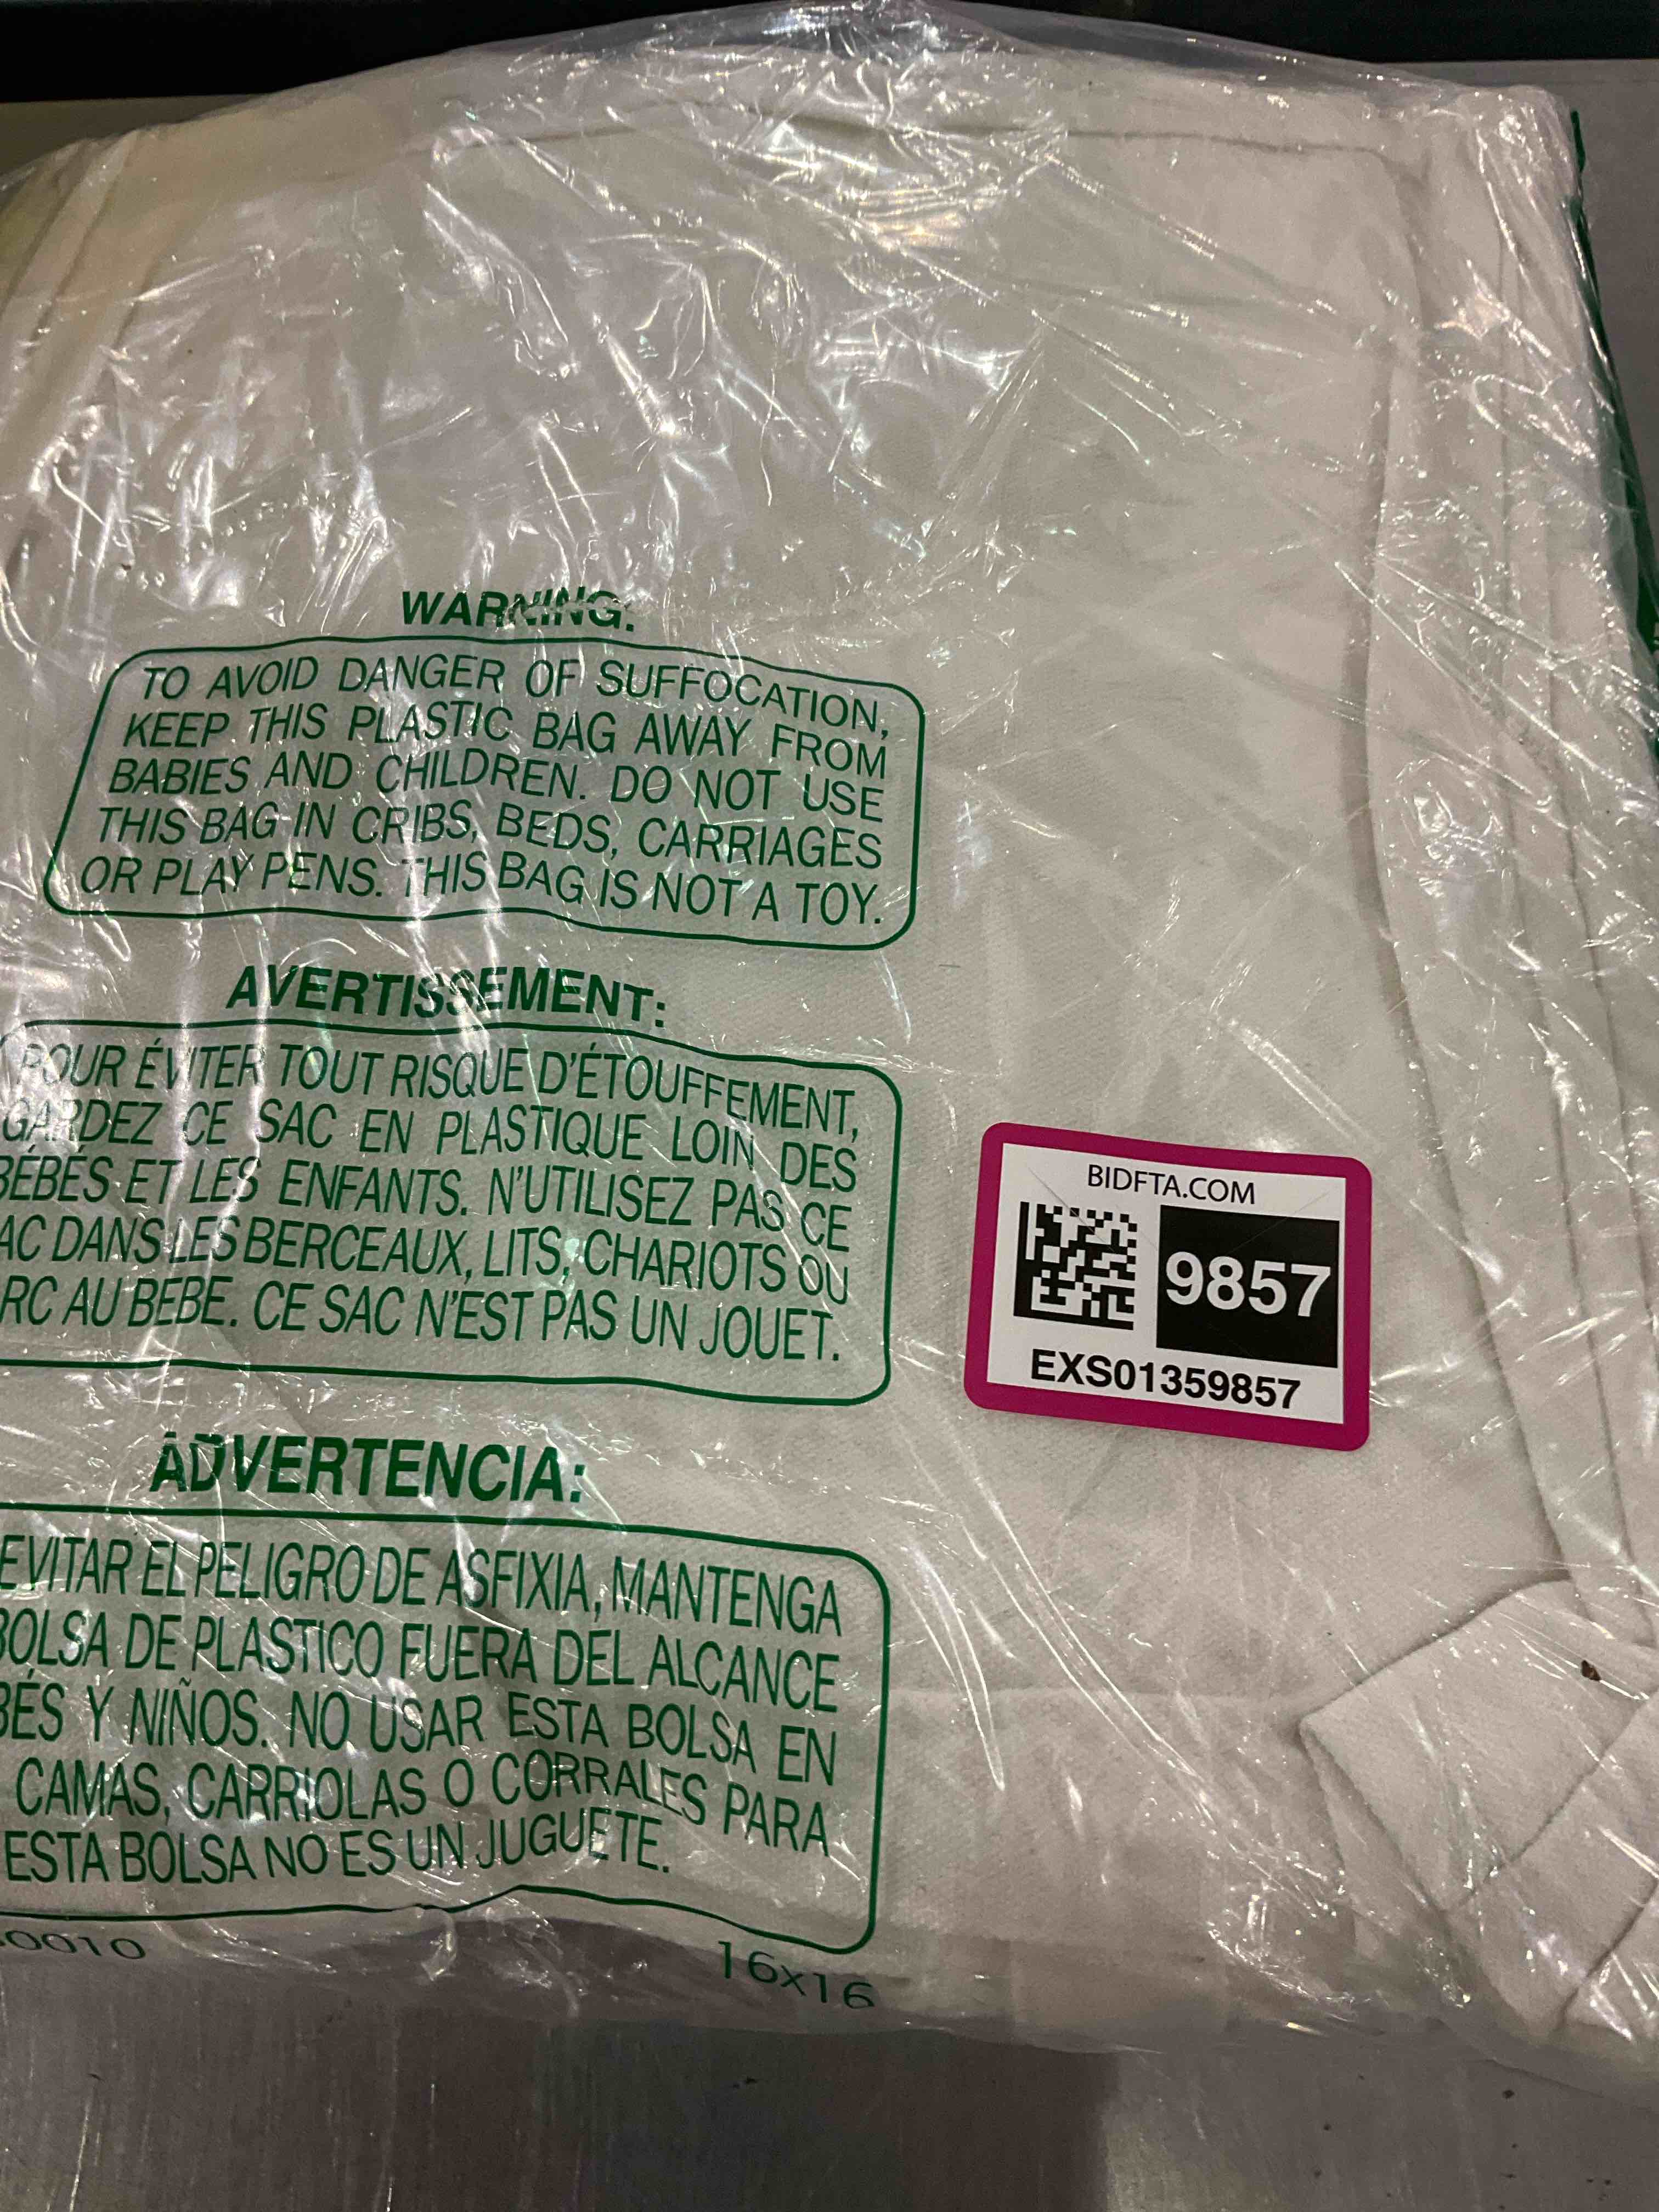 WARNING:
TO AVOID DANGER OF SUFFOCATION,
KEEP THIS PLASTIC BAG AWAY FROM
BABIES AND CHILDREN. DO NOT USE
THIS BAG IN CRIBS, BEDS, CARRIAGES
OR PLAY PENS. THIS BAG IS NOT A TOY.
AVERTISSEMENT:
POUR ÉVITER TOUT RISQUE D'ÉTOUFFEMENT,
GARDEZ CE SAC EN PLASTIQUE LOIN DES
BÉBÉS ET LES ENFANTS. N'UTILISEZ PAS CE
AC DANS LES BERCEAUX, LITS, CHARIOTS OU
RC AU BEBE. CE SAC N'EST PAS UN JOUET.
BIDFTA.COM
9857
EXS01359857
ADVERTENCIA:
EVITAR EL PELIGRO DE ASFIXIA, MANTENGA
BOLSA DE PLASTICO FUERA DEL ALCANCE
BÉS Y NIÑOS. NO USAR ESTA BOLSA EN
CAMAS, CARRIOLAS O CORRALES PARA
ESTA BOLSA NO ES UN JUGUETE.
0010
16x16